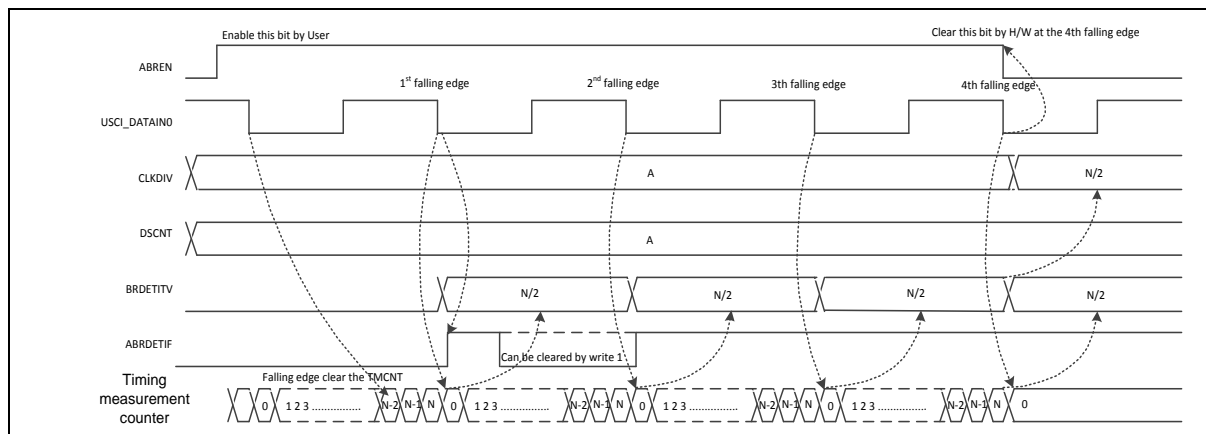 Enable this bit by User
Clear this bit by H/W at the 4th falling edge
ABREN
1st falling edge
2nd falling edge
3th falling edge
4th falling edge
USCI_DATAIN0
CLKDIV
A
N/2
DSCNT
A
BRDETITV
N/2
N/2
N/2
N/2
ABRDETIF
Can be cleared by write 1
Falling edge clear the TMCNT
Timing
measurement
counter
0 1 2 3 .............. N-2 N-1 N 0 1 2 3 .............. N-2 N-1 N 0 1 2 3 .............. N-2 N-1 N 0 1 2 3 .............. N-2 N-1 N 0